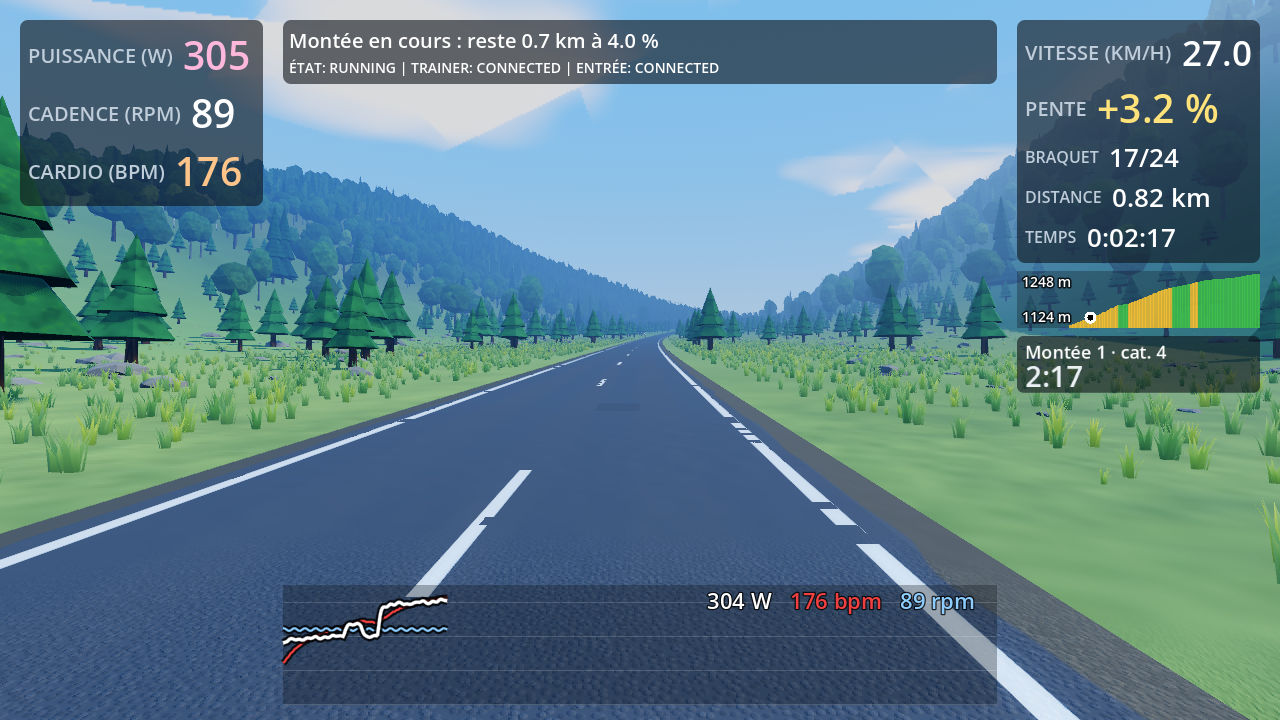 PUISSANCE (W) 305
CADENCE (RPM) 89
CARDIO (BPM) 176
Montée en cours : reste 0.7 km à 4.0 %
ÉTAT: RUNNING | TRAINER: CONNECTED | ENTRÉE: CONNECTED
VITESSE (KM/H) 27.0
PENTE +3.2 %
BRAQUET 17/24
DISTANCE 0.82 km
TEMPS 0:02:17
1248 m
1124 m
Montée 1 · cat. 4
2:17
304 W 176 bpm 89 rpm